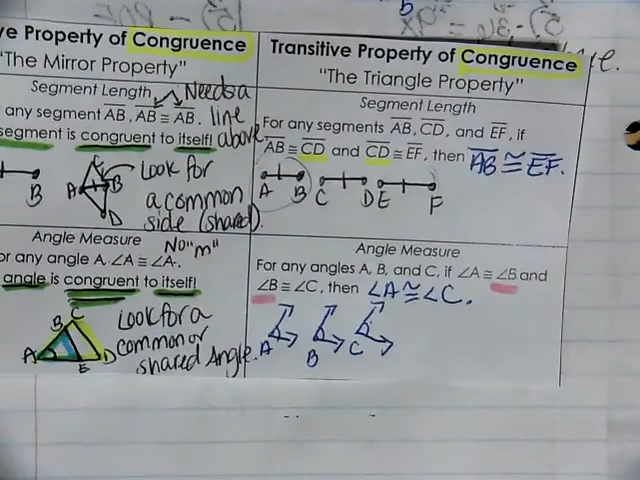 ve Property of Congruence
"The Mirror Property"
Segment Length
Needs a
any segment AB, AB ≅ AB.
line
segment is congruent to itself!
above
B
A
B
D
Look for
a common
side (shared).
Angle Measure
No "m"
or any angle A, ∠A ≅ ∠A.
angle is congruent to itself!
A
B
C
D
E
Look for a
common or
shared Angle.
Transitive Property of Congruence
"The Triangle Property"
Segment Length
For any segments AB, CD, and EF, if
AB ≅ CD and CD ≅ EF, then AB ≅ EF.
A B C D E F
Angle Measure
For any angles A, B, and C, if ∠A ≅ ∠B and
∠B ≅ ∠C, then ∠A ≅ ∠C.
A B C